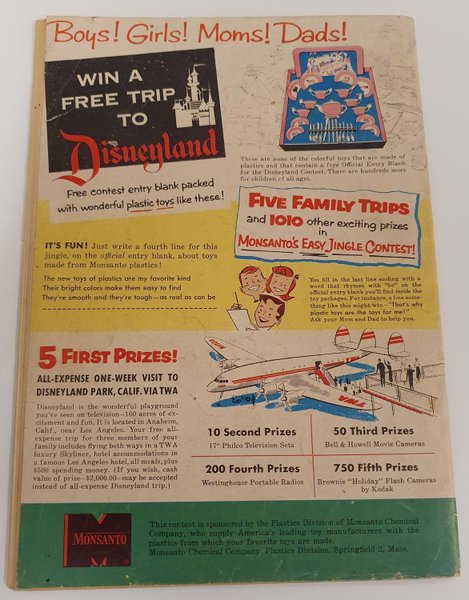 Boys! Girls! Moms! Dads!
WIN A
FREE TRIP
TO
Disneyland
Free contest entry blank packed
with wonderful plastic toys like these!
These are some of the colorful toys that are made of
plastics and that contain a free Official Entry Blank
for the Disneyland Contest. There are hundreds more
for children of all ages.
FIVE FAMILY TRIPS
and 1010 other exciting prizes
in
MONSANTO'S EASY JINGLE CONTEST!
IT'S FUN! Just write a fourth line for this
jingle, on the official entry blank, about toys
made from Monsanto plastics!
The new toys of plastics are my favorite kind
Their bright colors make them easy to find
They're smooth and they're tough—as real as can be
You fill in the last line ending with a
word that rhymes with "be" on the
official entry blank you'll find inside the
toy packages. For instance, a line some-
thing like this might win—"That's why
plastic toys are the toys for me!"
Ask your Mom and Dad to help you.
5 FIRST PRIZES!
ALL-EXPENSE ONE-WEEK VISIT TO
DISNEYLAND PARK, CALIF. VIA TWA
Disneyland is the wonderful playground
you've seen on television—160 acres of ex-
citement and fun. It is located in Anaheim,
Calif., near Los Angeles. Your free all-
expense trip for three members of your
family includes flying both ways in a TWA
luxury Skyliner, hotel accommodations in
a famous Los Angeles hotel, all meals, plus
$500 spending money. (If you wish, cash
value of prize—$2,000.00—may be accepted
instead of all-expense Disneyland trip.)
TWA
10 Second Prizes
17" Philco Television Sets
50 Third Prizes
Bell & Howell Movie Cameras
200 Fourth Prizes
Westinghouse Portable Radios
750 Fifth Prizes
Brownie "Holiday" Flash Cameras
by Kodak
MONSANTO
This contest is sponsored by the Plastics Division of Monsanto Chemical
Company, who supply America's leading toy manufacturers with the
plastics from which your favorite toys are made.
Monsanto Chemical Company, Plastics Division, Springfield 2, Mass.